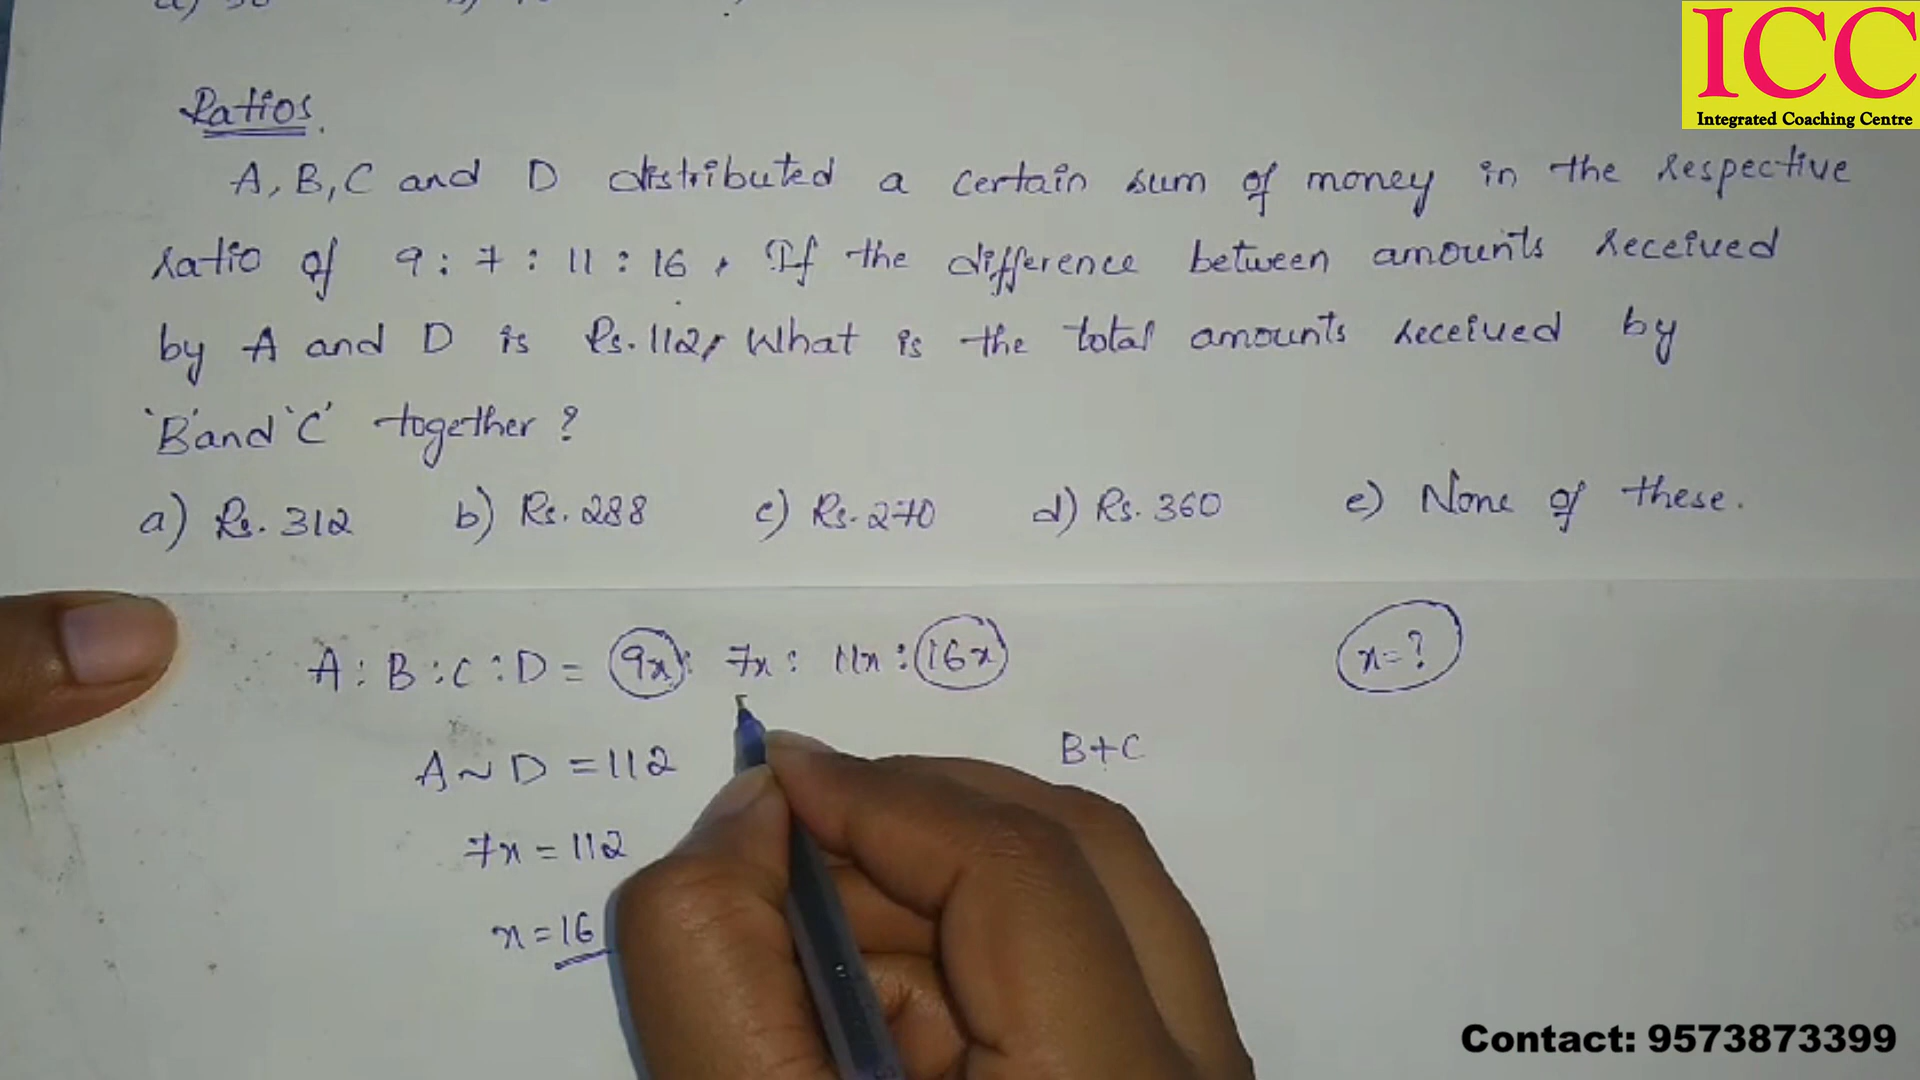 ICC
Integrated Coaching Centre
Ratios.
A, B, C and D distributed a certain sum of money in the respective
ratio of 9 : 7 : 11 : 16, If the difference between amounts received
by A and D is Rs. 112, What is the total amounts received by
'B' and 'C' together?
a) Rs. 312 b) Rs. 288 c) Rs. 270 d) Rs. 360 e) None of these.
A : B : C : D = 9x : 7x : 11x : 16x x = ?
A ~ D = 112 B+C
7x = 112
x = 16
Contact: 9573873399